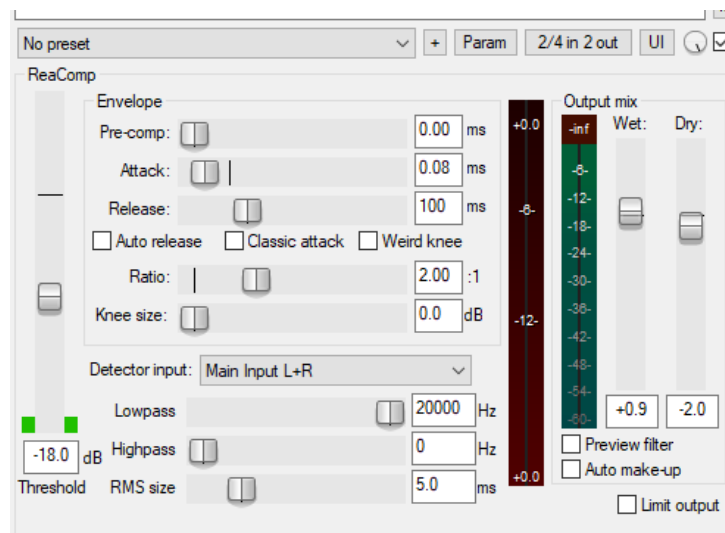 No preset + Param 2/4 in 2 out UI
ReaComp
Envelope
Pre-comp: 0.00 ms
Attack: 0.08 ms
Release: 100 ms
Auto release Classic attack Weird knee
Ratio: 2.00 :1
Knee size: 0.0 dB
Detector input: Main Input L+R
Lowpass 20000 Hz
Highpass 0 Hz
RMS size 5.0 ms
-18.0 dB
Threshold
+0.0
-6-
-12-
+0.0
Output mix
-inf Wet: Dry:
-6-
-12-
-18-
-24-
-30-
-36-
-42-
-48-
-54-
-60-
+0.9 -2.0
Preview filter
Auto make-up
Limit output